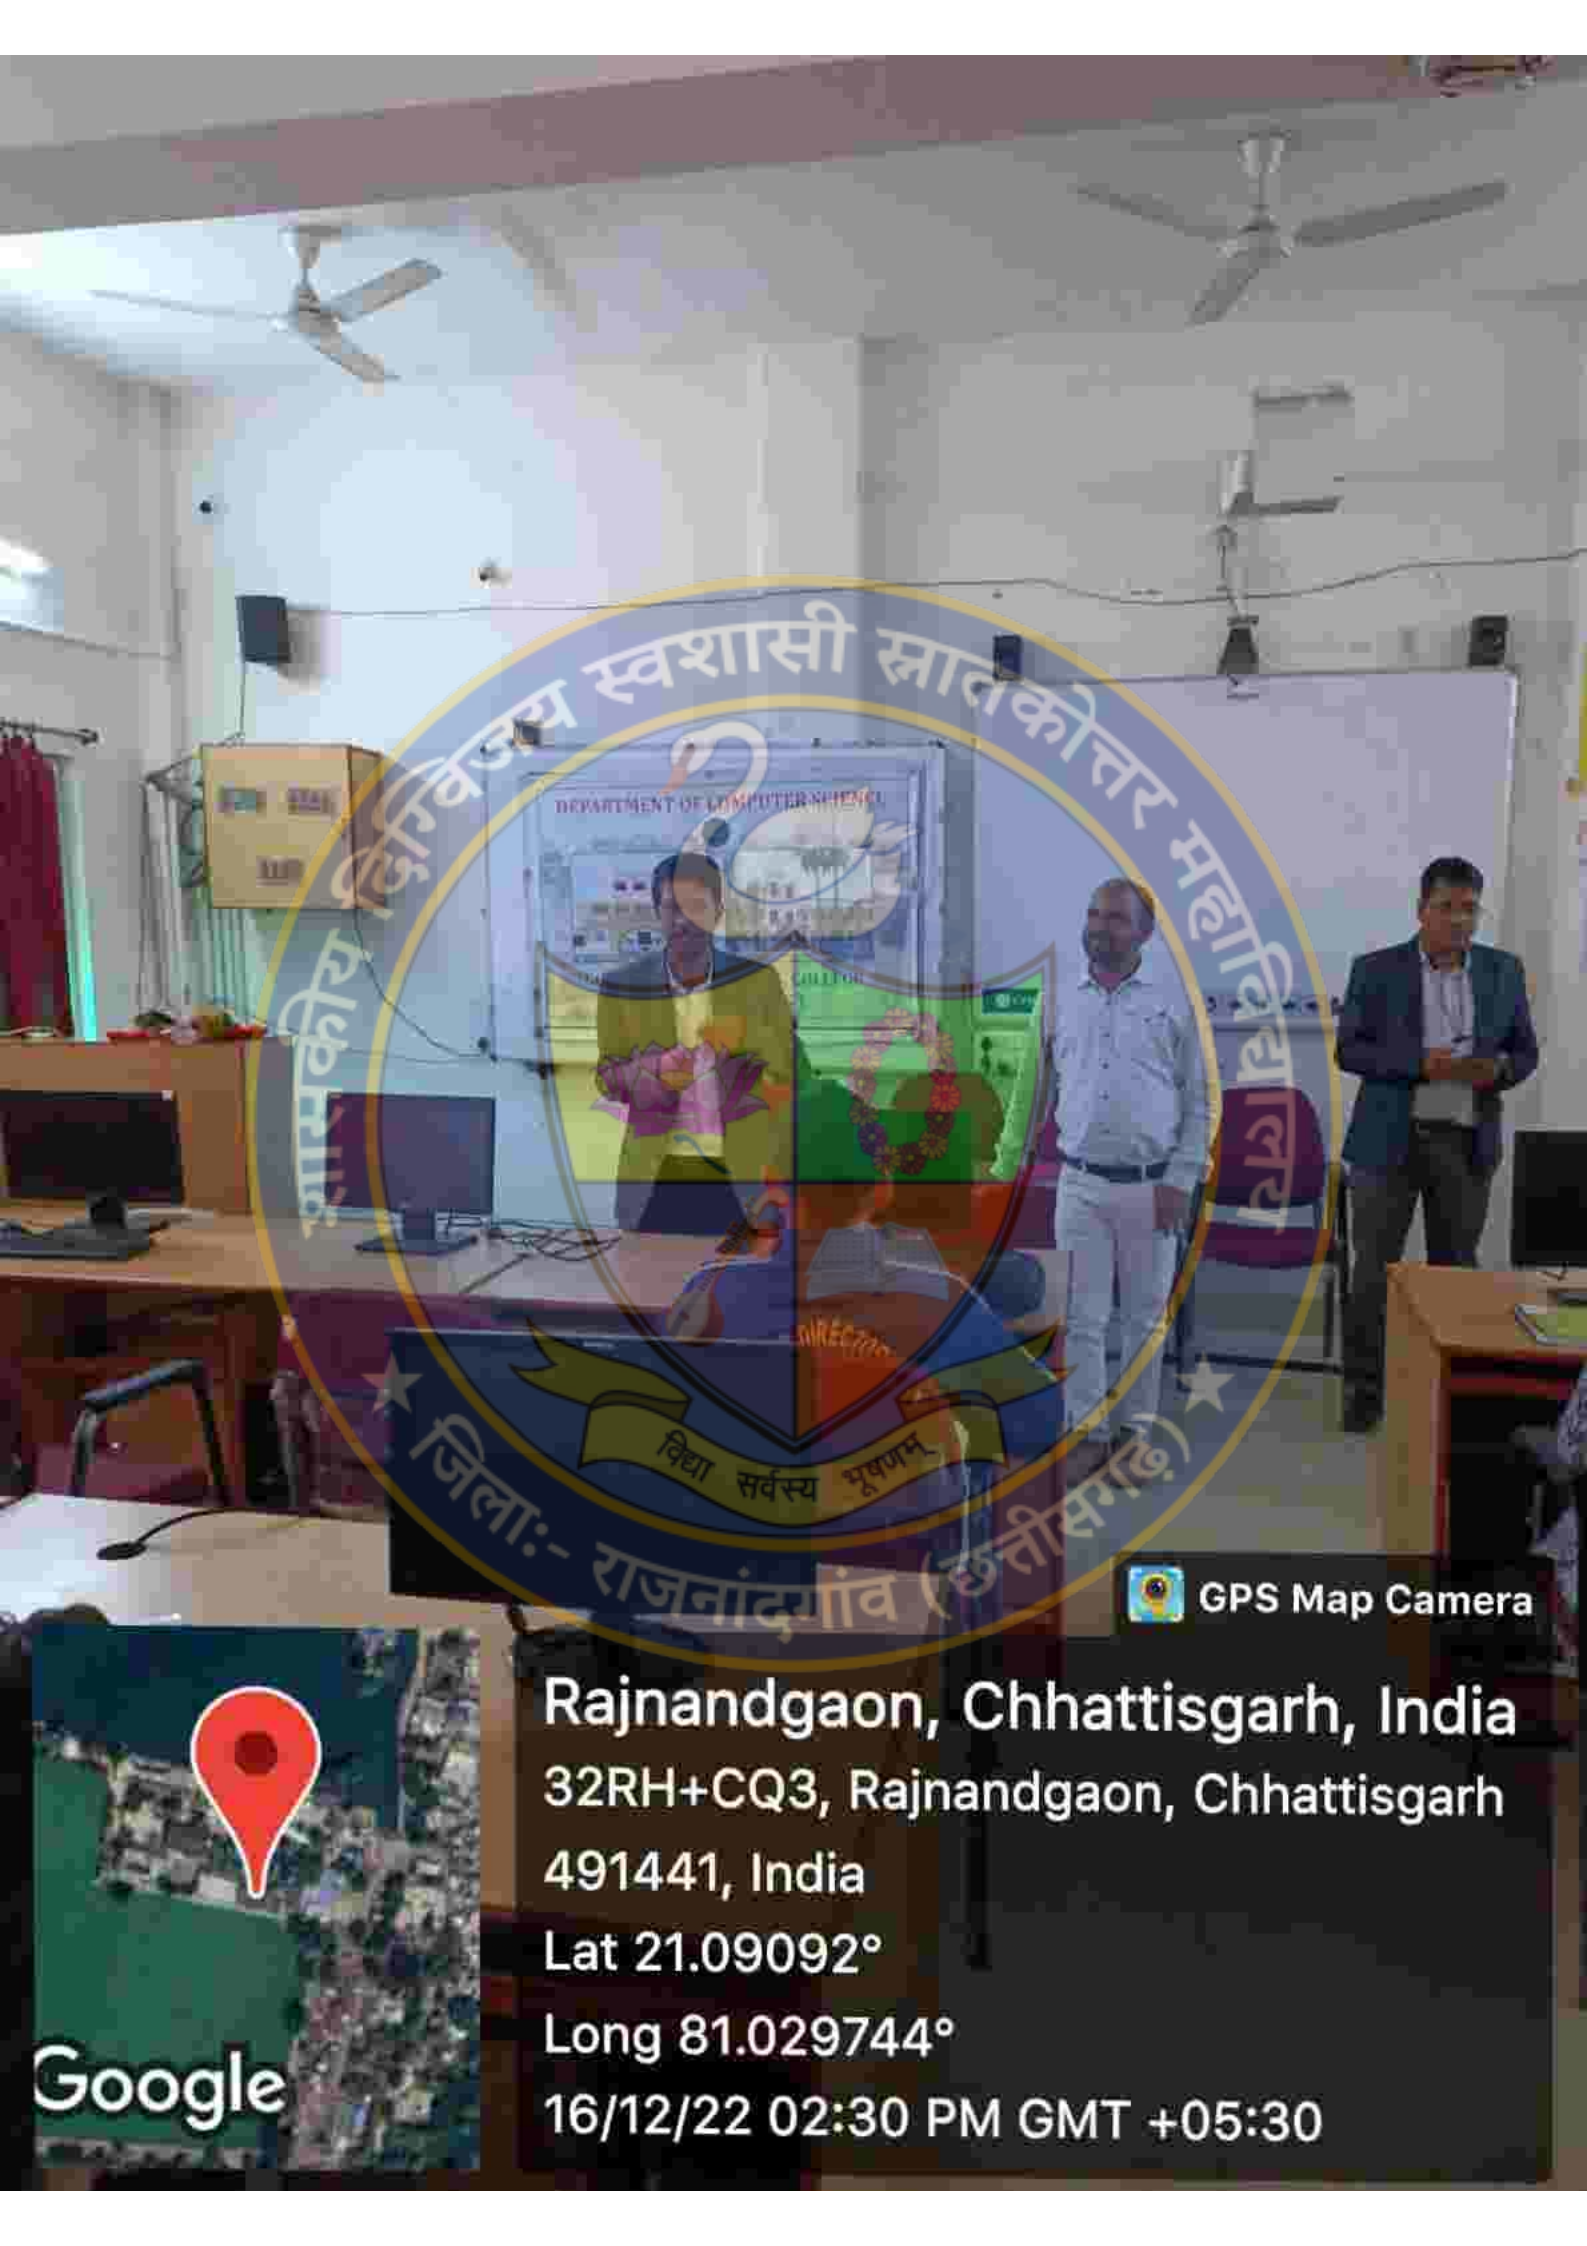 शासकीय दिग्विजय स्वशासी स्नातकोत्तर महाविद्यालय
DEPARTMENT OF COMPUTER SCIENCE
DIRECTOR
विद्या सर्वस्य भूषणम्
जिला:- राजनांदगांव (छत्तीसगढ़)
GPS Map Camera
Rajnandgaon, Chhattisgarh, India
32RH+CQ3, Rajnandgaon, Chhattisgarh
491441, India
Lat 21.09092°
Long 81.029744°
16/12/22 02:30 PM GMT +05:30
Google